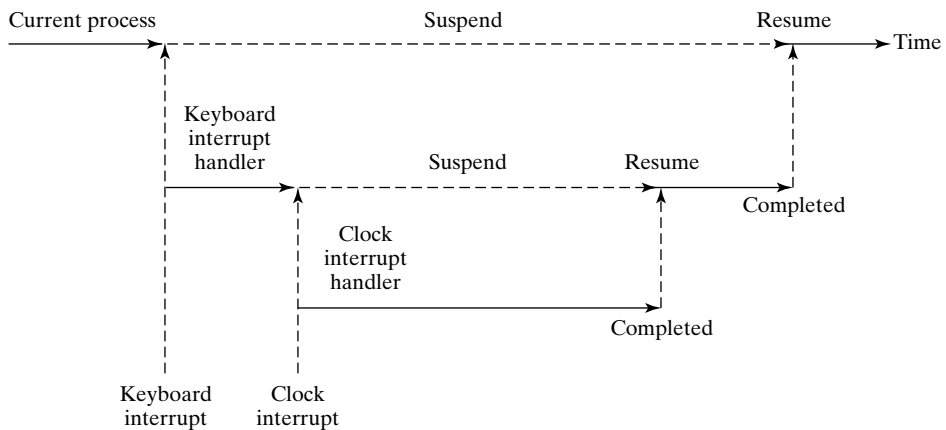 Current process
Suspend
Resume
Time
Keyboard
interrupt
handler
Suspend
Resume
Completed
Clock
interrupt
handler
Completed
Keyboard
interrupt
Clock
interrupt